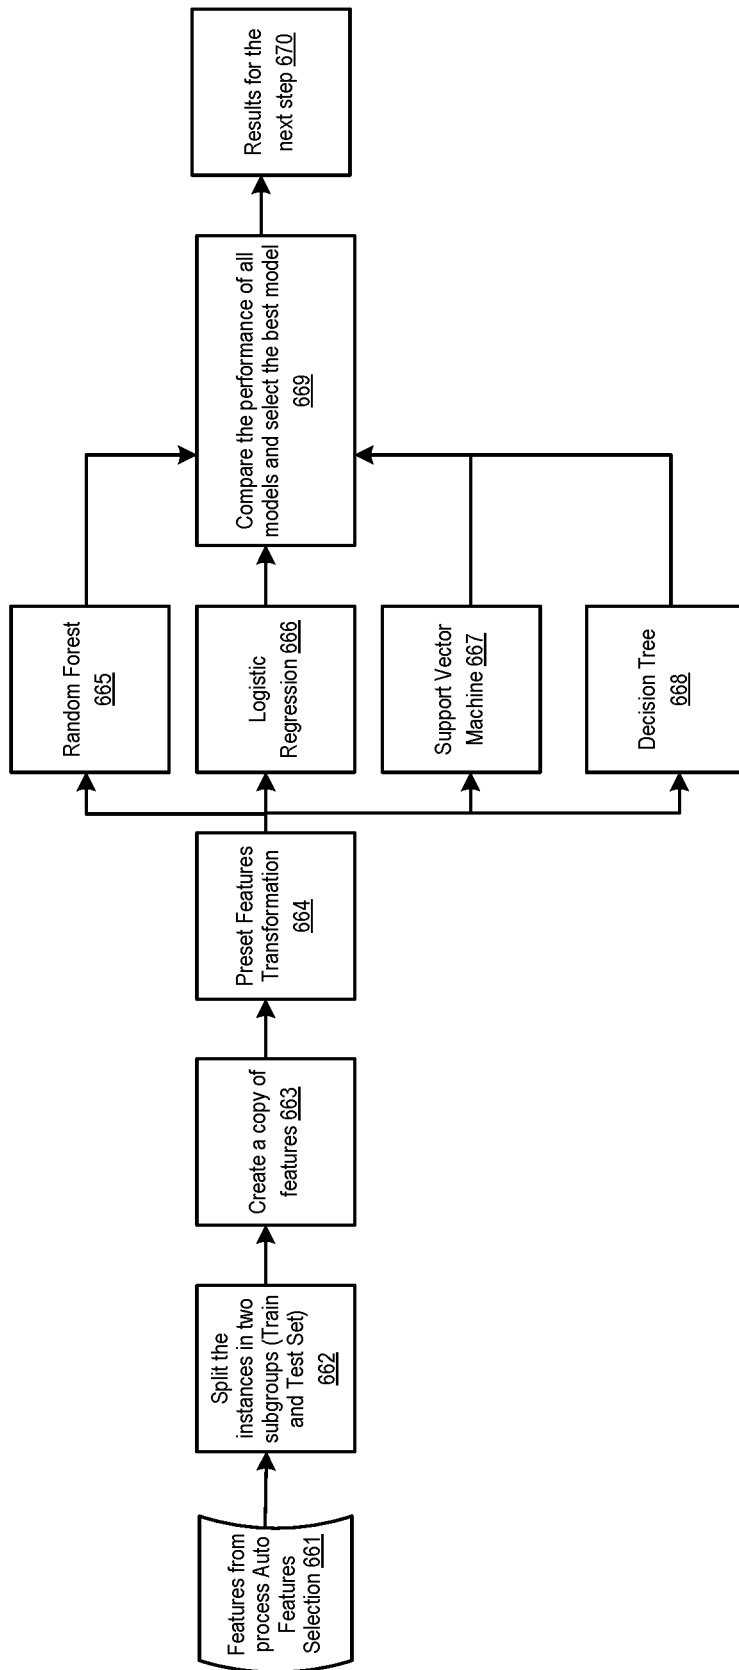 Features from
process Auto
Features
Selection 661
Split the
instances in two
subgroups (Train
and Test Set)
662
Create a copy of
features 663
Preset Features
Transformation
664
Random Forest
665
Logistic
Regression 666
Support Vector
Machine 667
Decision Tree
668
Compare the performance of all
models and select the best model
669
Results for the
next step 670